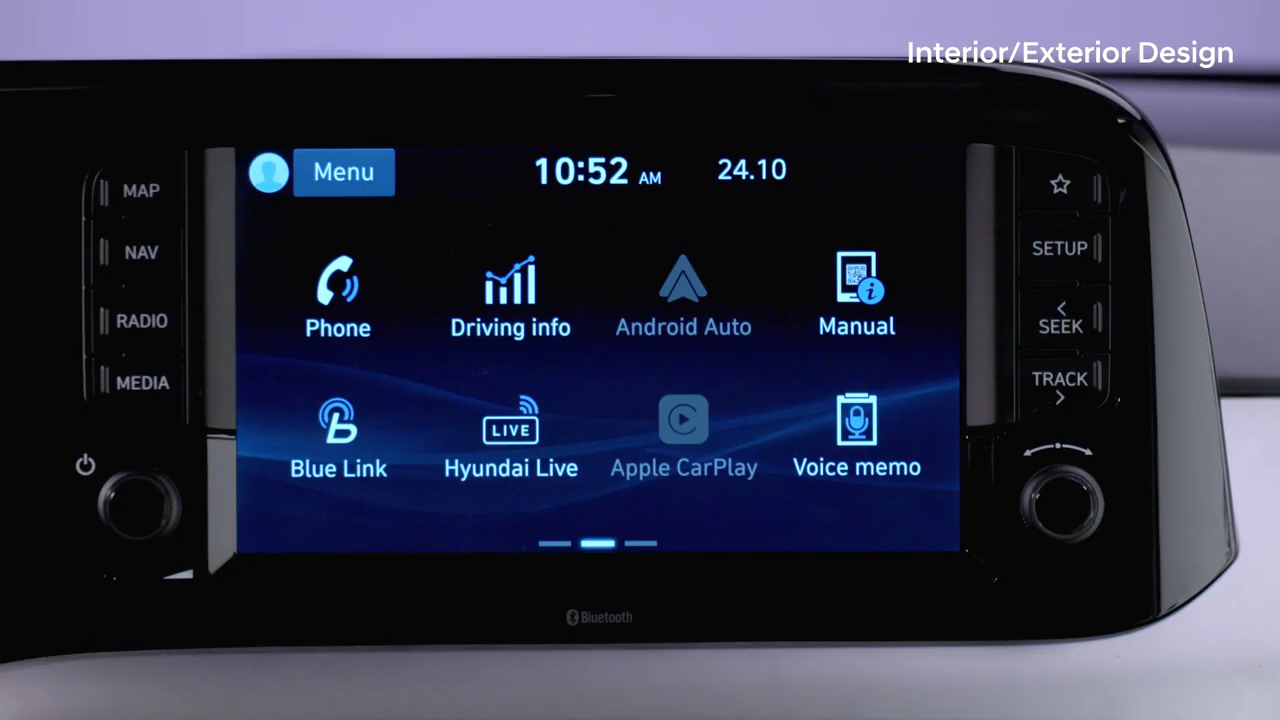 Interior/Exterior Design
MAP
NAV
RADIO
MEDIA
Menu
10:52 AM
24.10
Phone
Driving info
Android Auto
Manual
Blue Link
LIVE
Hyundai Live
Apple CarPlay
Voice memo
SETUP
SEEK
TRACK
Bluetooth